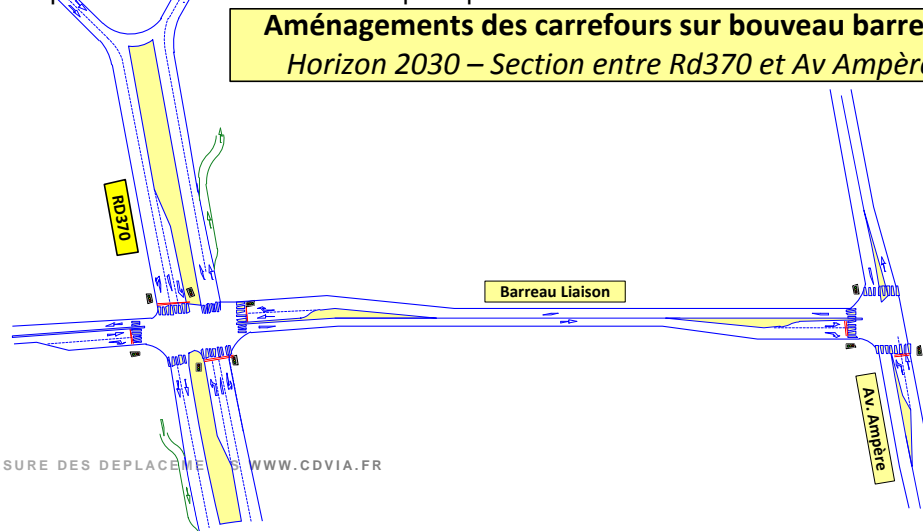 Aménagements des carrefours sur bouveau barre
Horizon 2030 – Section entre Rd370 et Av Ampère
RD370
Barreau Liaison
Av. Ampère
SURE DES DEPLACEME S WWW.CDVIA.FR